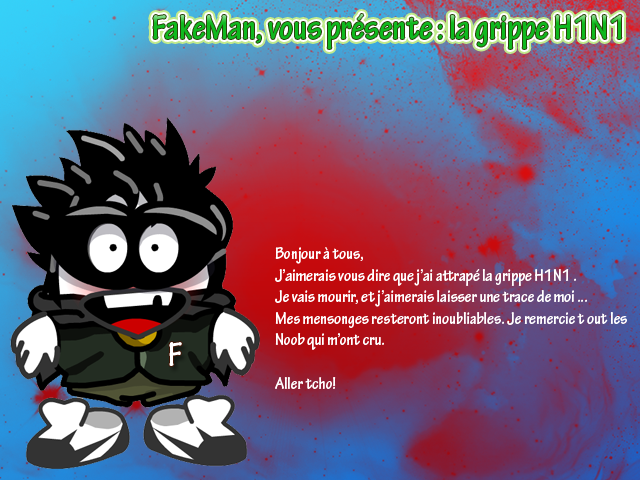 FakeMan, vous présente : la grippe H1N1
Bonjour à tous,
J'aimerais vous dire que j'ai attrapé la grippe H1N1 .
Je vais mourir, et j'aimerais laisser une trace de moi ...
Mes mensonges resteront inoubliables. Je remercie t out les
Noob qui m'ont cru.
F
Aller tcho!